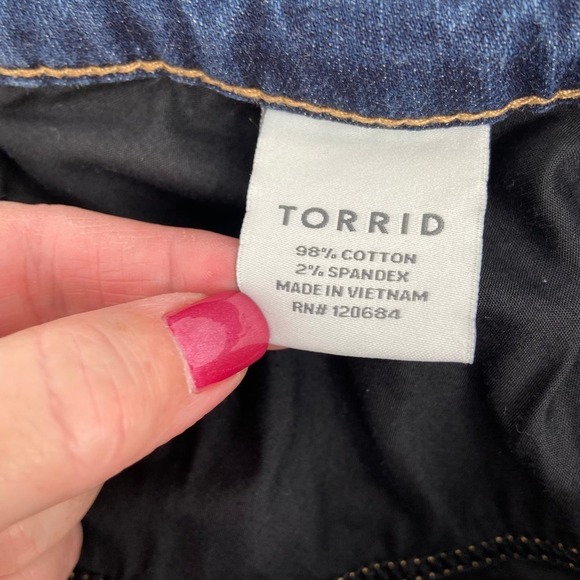 TORRID
98% COTTON
2% SPANDEX
MADE IN VIETNAM
RN# 120684